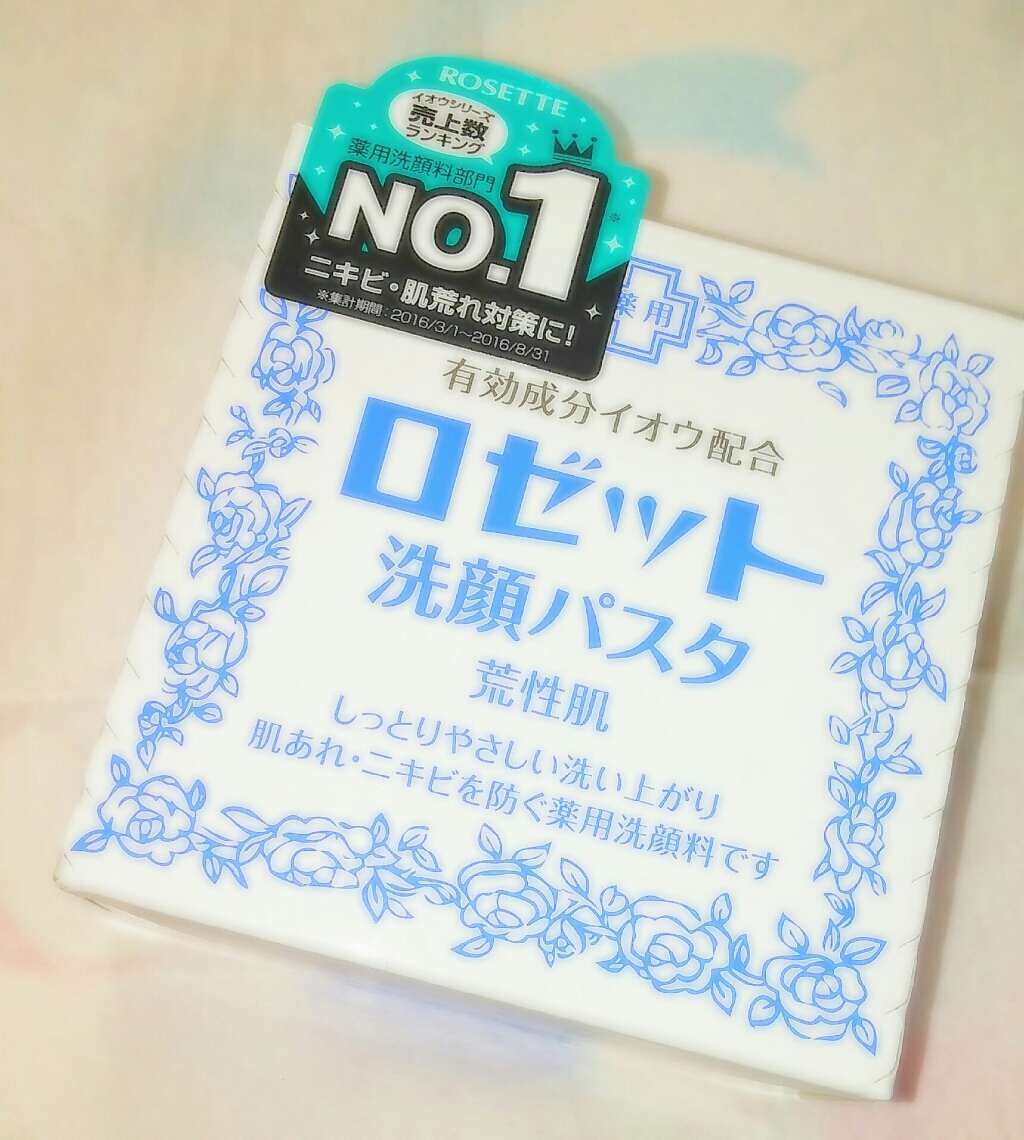 ROSETTE
イオウシリーズ
売上数
ランキング
薬用洗顔料部門
NO.1※
ニキビ・肌荒れ対策に!
※集計期間:2016/3/1~2016/8/31
薬用
有効成分イオウ配合
ロゼット
洗顔パスタ
荒性肌
しっとりやさしい洗い上がり
肌あれ・ニキビを防ぐ薬用洗顔料です